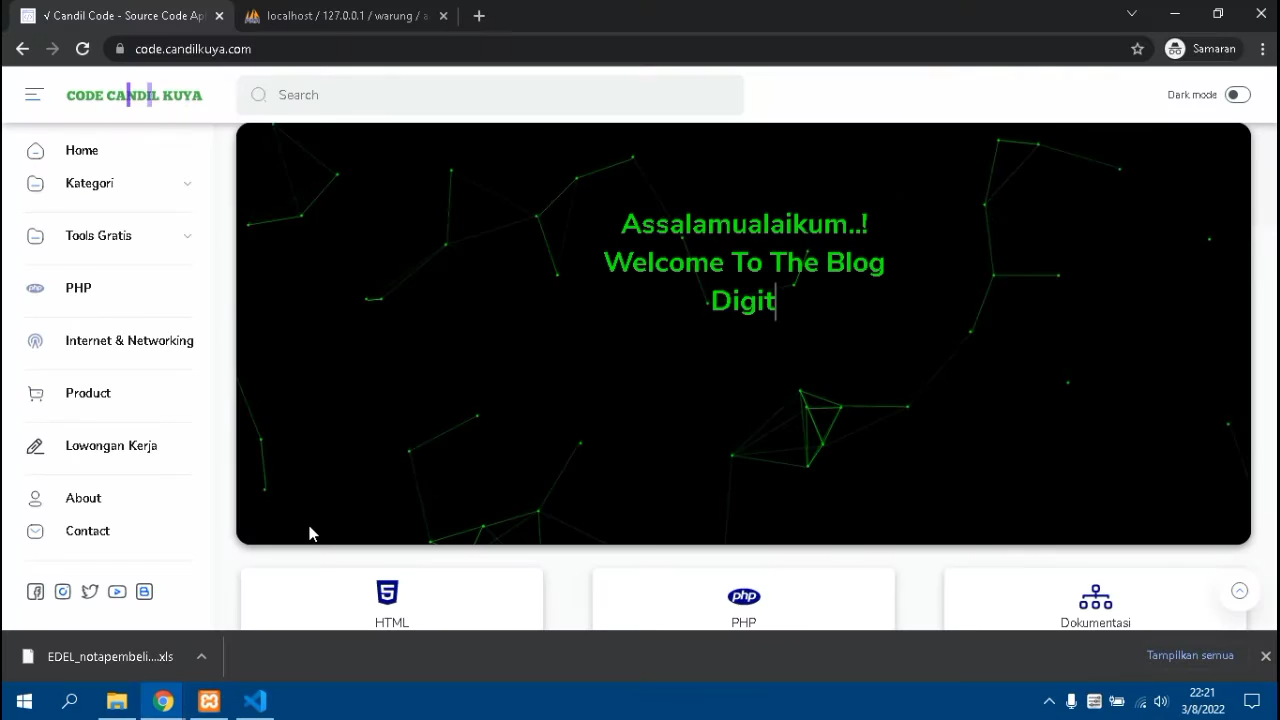 √ Candil Code - Source Code Apl
localhost / 127.0.0.1 / warung / a
code.candilkuya.com
Samaran
CODE CANDIL KUYA
Search
Dark mode
Home
Kategori
Tools Gratis
PHP
Internet & Networking
Product
Lowongan Kerja
About
Contact
Assalamualaikum..!
Welcome To The Blog
Digit
HTML
php
PHP
Dokumentasi
EDEL_notapembeli....xls
Tampilkan semua
22:21
3/8/2022